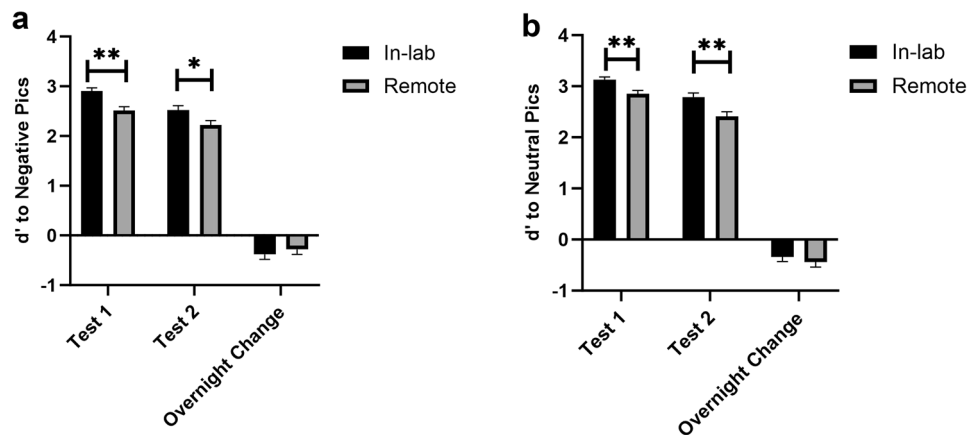 a
d' to Negative Pics
4
3
2
1
0
-1
**
*
In-lab
Remote
Test 1
Test 2
Overnight Change
b
d' to Neutral Pics
4
3
2
1
0
-1
**
**
In-lab
Remote
Test 1
Test 2
Overnight Change